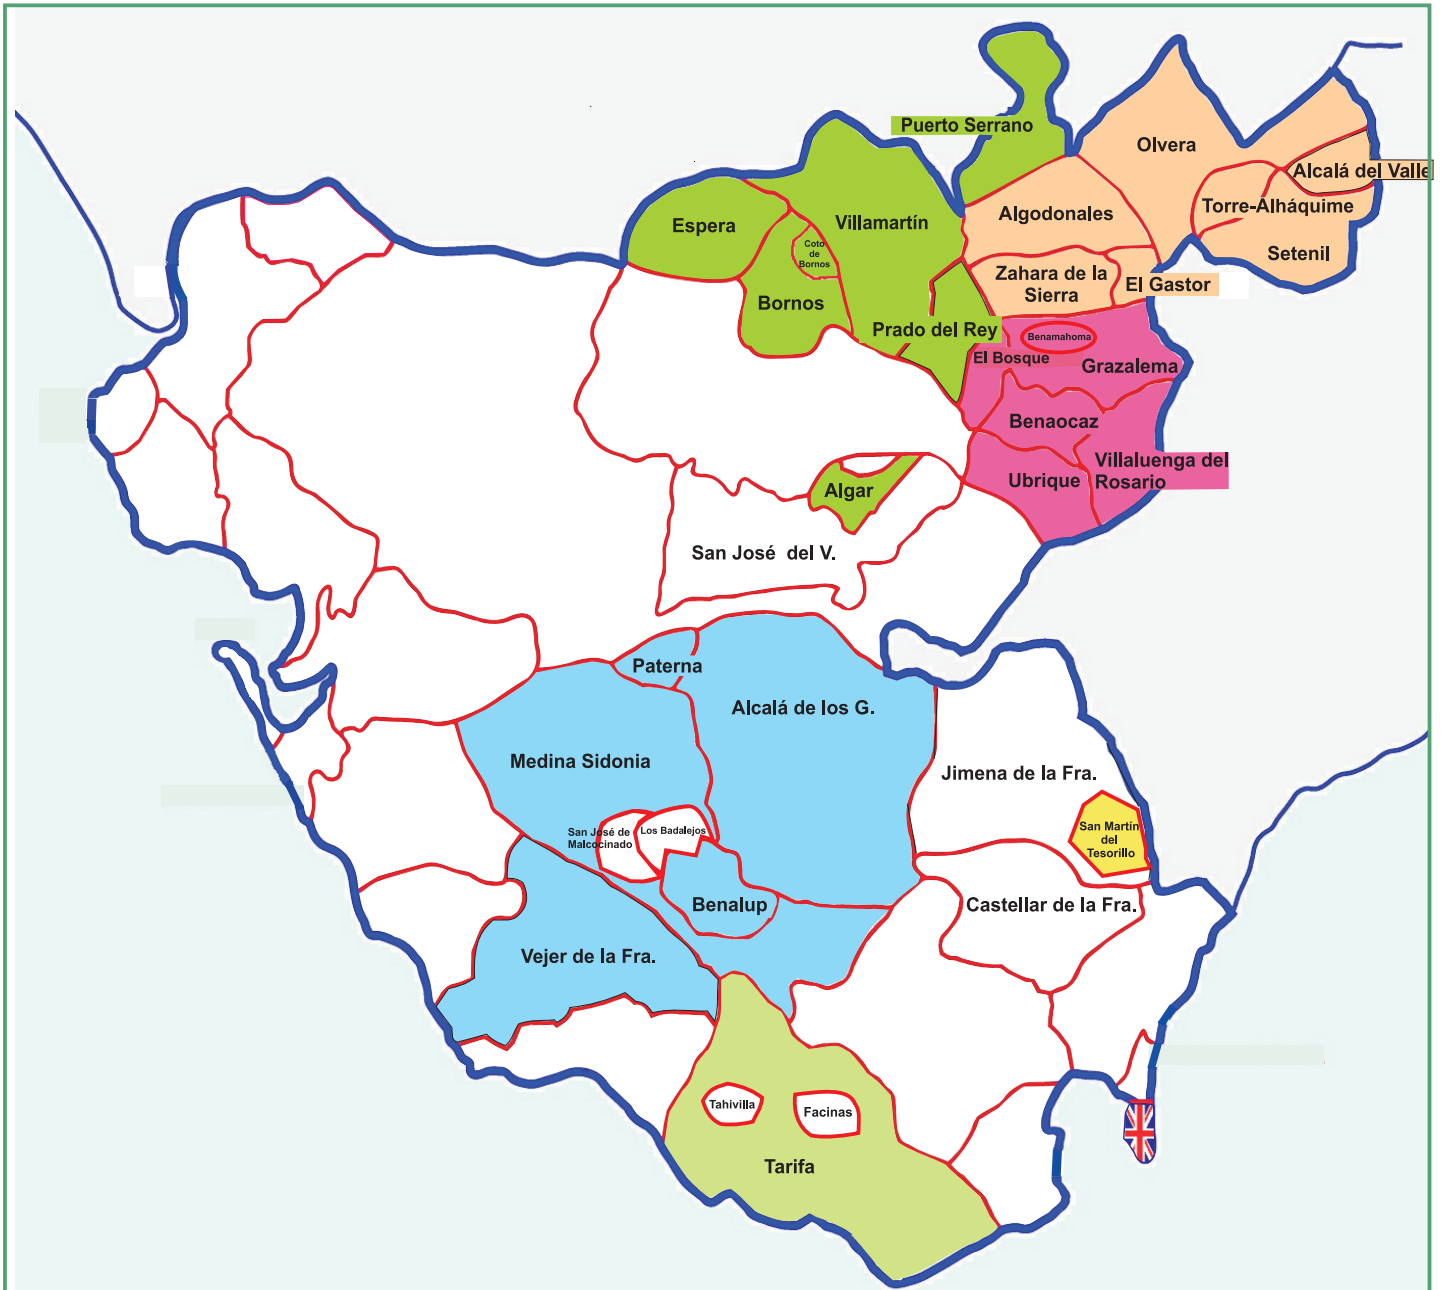 Puerto Serrano
Olvera
Alcalá del Valle
Torre-Alháquime
Setenil
Algodonales
Espera
Villamartín
Coto
de
Bornos
Bornos
Zahara de la
Sierra
El Gastor
Prado del Rey
Benamahoma
El Bosque
Grazalema
Benaocaz
Villaluenga del
Rosario
Ubrique
Algar
San José del V.
Paterna
Alcalá de los G.
Medina Sidonia
Jimena de la Fra.
San José de
Malcocinado
Los Badalejos
San Martín
del
Tesorillo
Benalup
Castellar de la Fra.
Vejer de la Fra.
Tahivilla
Facinas
Tarifa